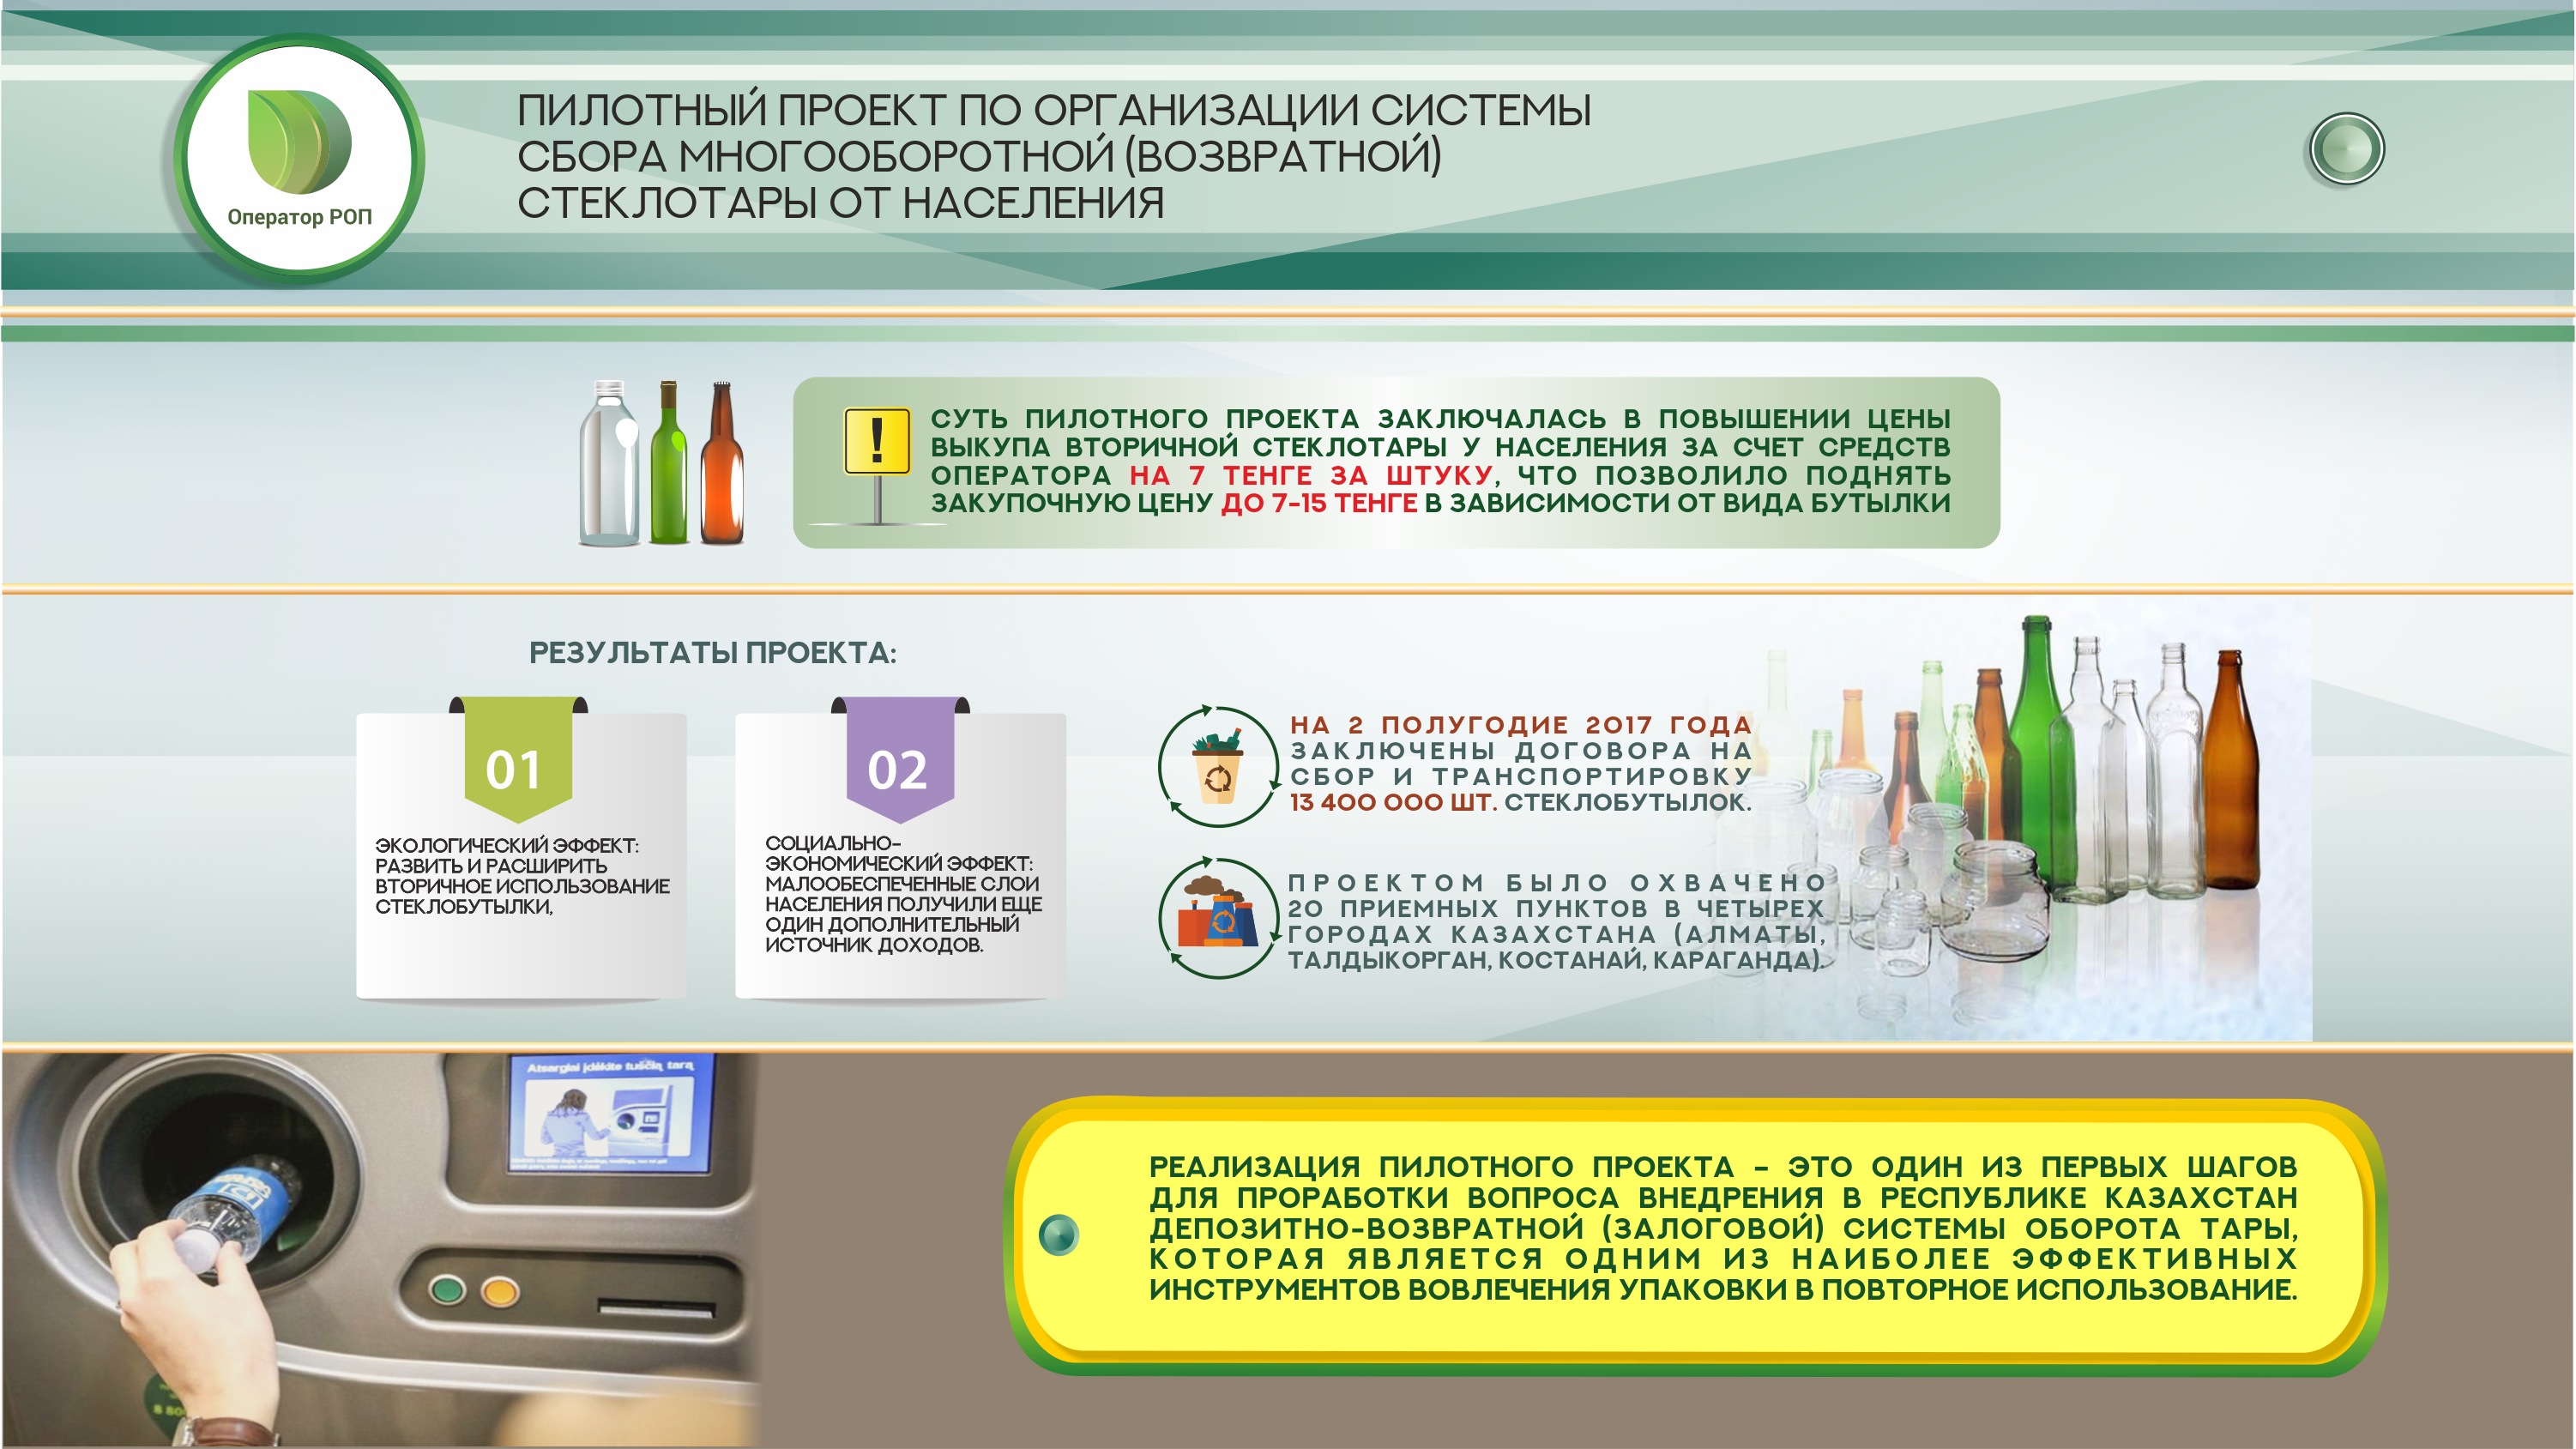 Оператор РОП
ПИЛОТНЫЙ ПРОЕКТ ПО ОРГАНИЗАЦИИ СИСТЕМЫ
СБОРА МНОГООБОРОТНОЙ (ВОЗВРАТНОЙ)
СТЕКЛОТАРЫ ОТ НАСЕЛЕНИЯ
!
СУТЬ ПИЛОТНОГО ПРОЕКТА ЗАКЛЮЧАЛАСЬ В ПОВЫШЕНИИ ЦЕНЫ
ВЫКУПА ВТОРИЧНОЙ СТЕКЛОТАРЫ У НАСЕЛЕНИЯ ЗА СЧЕТ СРЕДСТВ
ОПЕРАТОРА НА 7 ТЕНГЕ ЗА ШТУКУ, ЧТО ПОЗВОЛИЛО ПОДНЯТЬ
ЗАКУПОЧНУЮ ЦЕНУ ДО 7-15 ТЕНГЕ В ЗАВИСИМОСТИ ОТ ВИДА БУТЫЛКИ
РЕЗУЛЬТАТЫ ПРОЕКТА:
01
ЭКОЛОГИЧЕСКИЙ ЭФФЕКТ:
РАЗВИТЬ И РАСШИРИТЬ
ВТОРИЧНОЕ ИСПОЛЬЗОВАНИЕ
СТЕКЛОБУТЫЛКИ,
02
СОЦИАЛЬНО-
ЭКОНОМИЧЕСКИЙ ЭФФЕКТ:
МАЛООБЕСПЕЧЕННЫЕ СЛОИ
НАСЕЛЕНИЯ ПОЛУЧИЛИ ЕЩЕ
ОДИН ДОПОЛНИТЕЛЬНЫЙ
ИСТОЧНИК ДОХОДОВ.
НА 2 ПОЛУГОДИЕ 2017 ГОДА
ЗАКЛЮЧЕНЫ ДОГОВОРА НА
СБОР И ТРАНСПОРТИРОВКУ
13 400 000 ШТ. СТЕКЛОБУТЫЛОК.
ПРОЕКТОМ БЫЛО ОХВАЧЕНО
20 ПРИЕМНЫХ ПУНКТОВ В ЧЕТЫРЕХ
ГОРОДАХ КАЗАХСТАНА (АЛМАТЫ,
ТАЛДЫКОРГАН, КОСТАНАЙ, КАРАГАНДА).
Atsargiai įdėkite tuščią tarą
РЕАЛИЗАЦИЯ ПИЛОТНОГО ПРОЕКТА - ЭТО ОДИН ИЗ ПЕРВЫХ ШАГОВ
ДЛЯ ПРОРАБОТКИ ВОПРОСА ВНЕДРЕНИЯ В РЕСПУБЛИКЕ КАЗАХСТАН
ДЕПОЗИТНО-ВОЗВРАТНОЙ (ЗАЛОГОВОЙ) СИСТЕМЫ ОБОРОТА ТАРЫ,
КОТОРАЯ ЯВЛЯЕТСЯ ОДНИМ ИЗ НАИБОЛЕЕ ЭФФЕКТИВНЫХ
ИНСТРУМЕНТОВ ВОВЛЕЧЕНИЯ УПАКОВКИ В ПОВТОРНОЕ ИСПОЛЬЗОВАНИЕ.